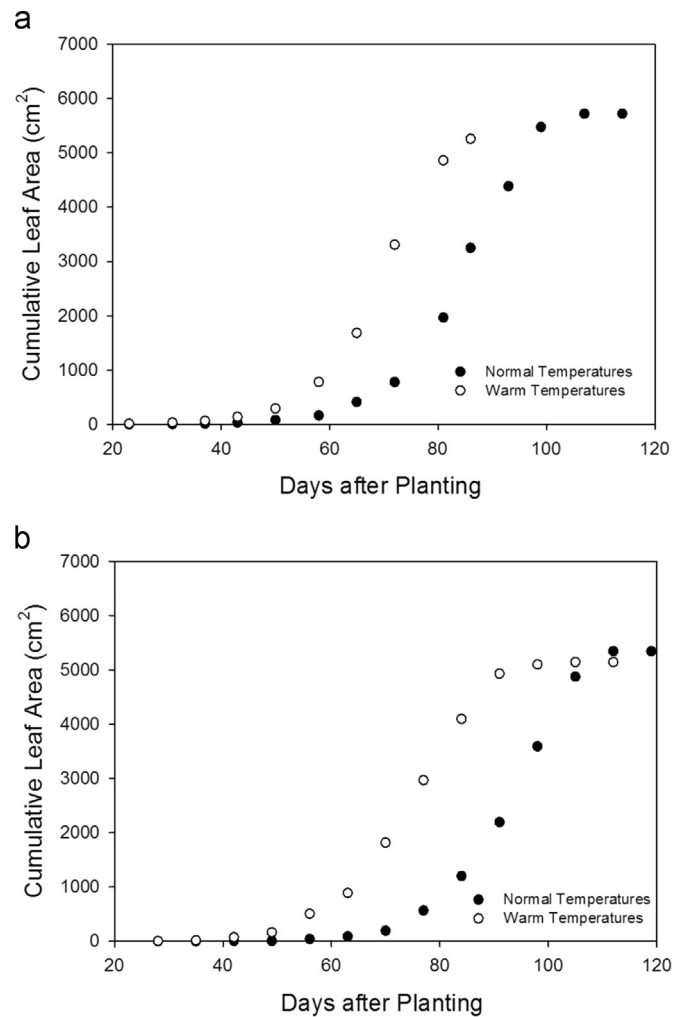 a
7000
6000
5000
4000
3000
2000
1000
0
Cumulative Leaf Area (cm²)
Normal Temperatures
Warm Temperatures
20 40 60 80 100 120
Days after Planting
b
7000
6000
5000
4000
3000
2000
1000
0
Cumulative Leaf Area (cm²)
Normal Temperatures
Warm Temperatures
20 40 60 80 100 120
Days after Planting